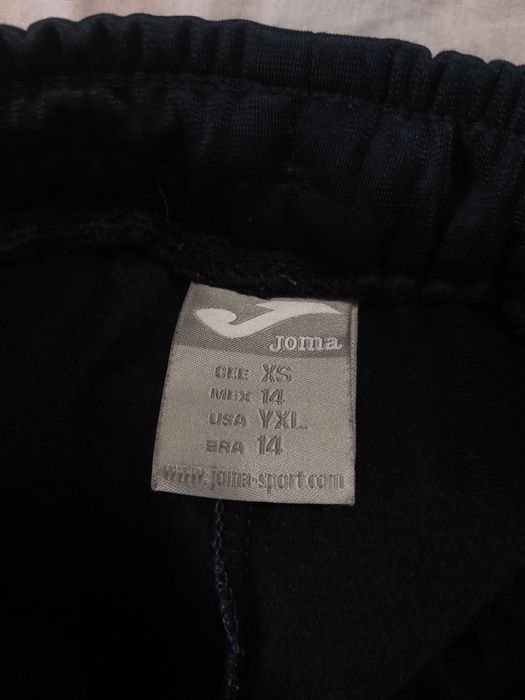 Joma
CEE XS
MEX 14
USA YXL
BRA 14
www.joma-sport.com